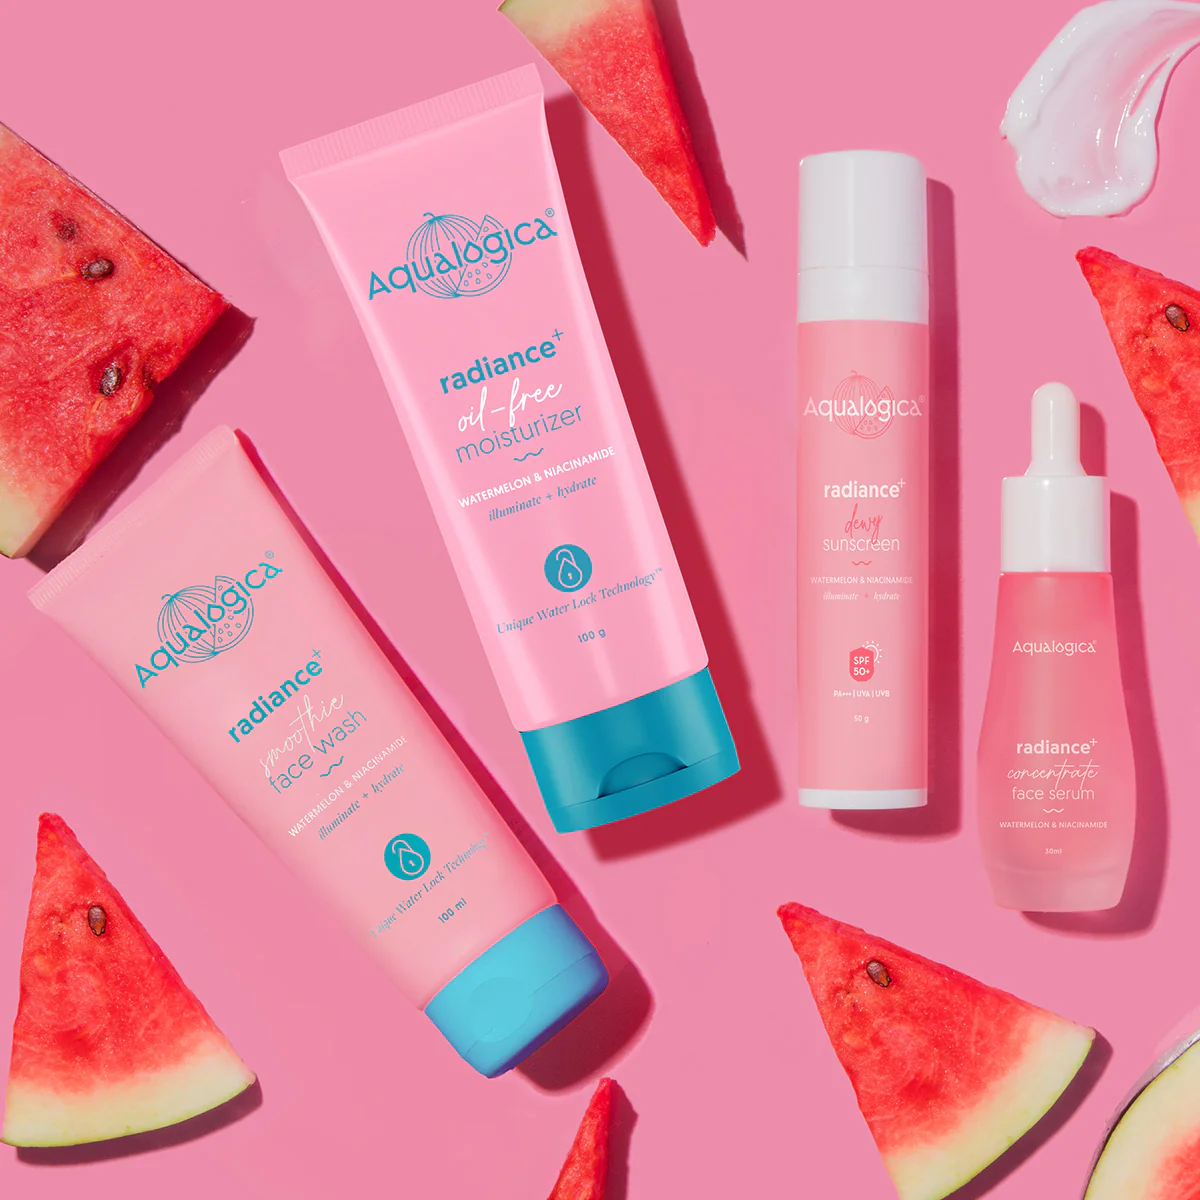 Aqualogica®
radiance+
smoothie
face wash
WATERMELON & NIACINAMIDE
illuminate + hydrate
Unique Water Lock Technology™
100 ml
Aqualogica®
radiance+
oil-free
moisturizer
WATERMELON & NIACINAMIDE
illuminate + hydrate
Unique Water Lock Technology™
100 g
Aqualogica®
radiance+
dewy
sunscreen
WATERMELON & NIACINAMIDE
illuminate + hydrate
SPF
50+
PA+++ | UVA | UVB
50 g
Aqualogica®
radiance+
concentrate
face serum
WATERMELON & NIACINAMIDE
30ml